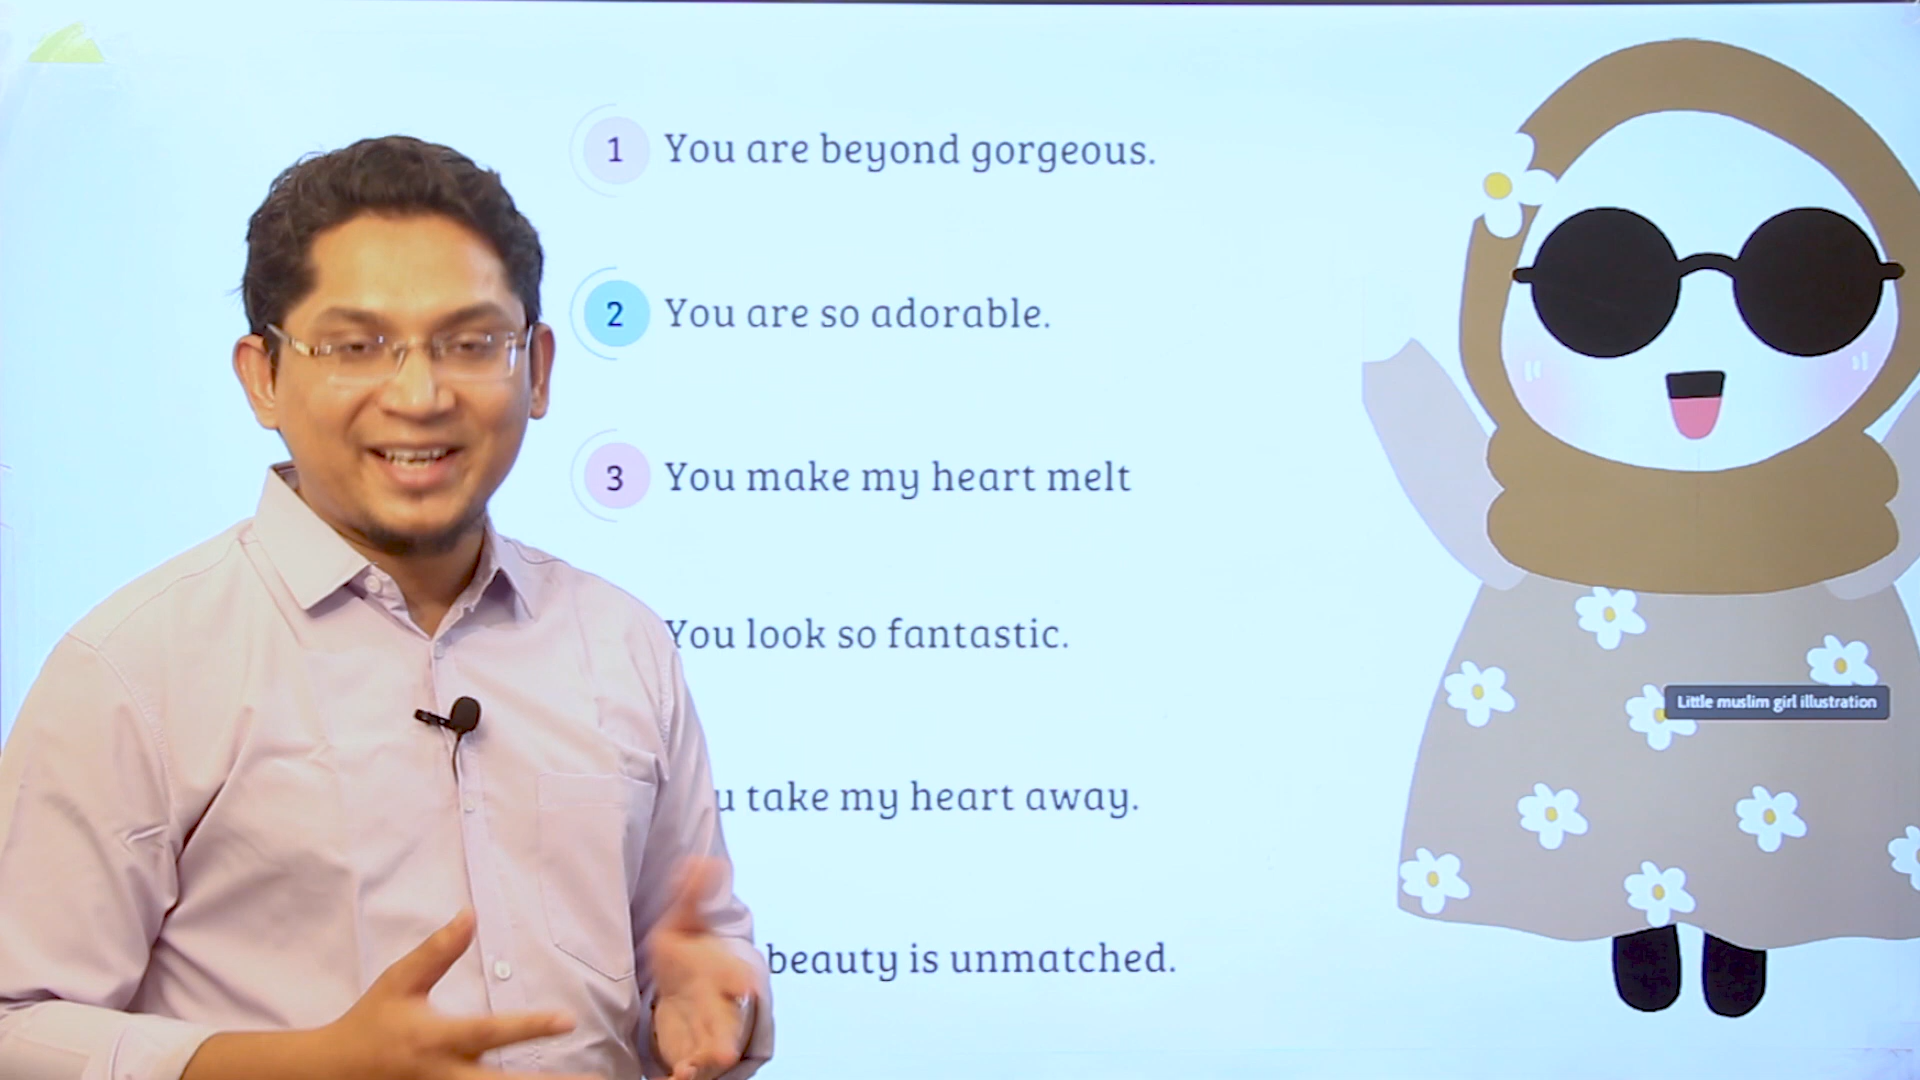 1 You are beyond gorgeous.
2 You are so adorable.
3 You make my heart melt
You look so fantastic.
take my heart away.
Little muslim girl illustration
beauty is unmatched.